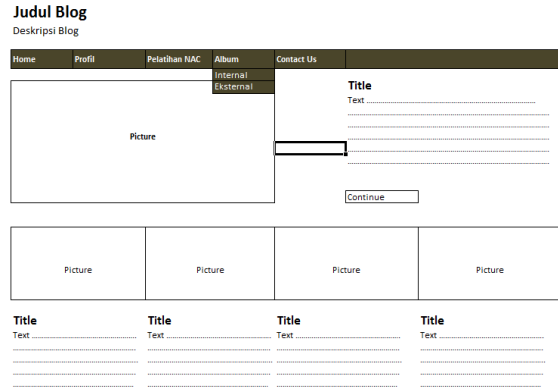 Judul Blog
Deskripsi Blog
Home Profil Pelatihan NAC Album Contact Us
Internal
Eksternal
Picture
Title
Text ................................................................
Continue
Picture Picture Picture Picture
Title Title Title Title
Text ........................ Text ........................ Text ........................ Text ........................